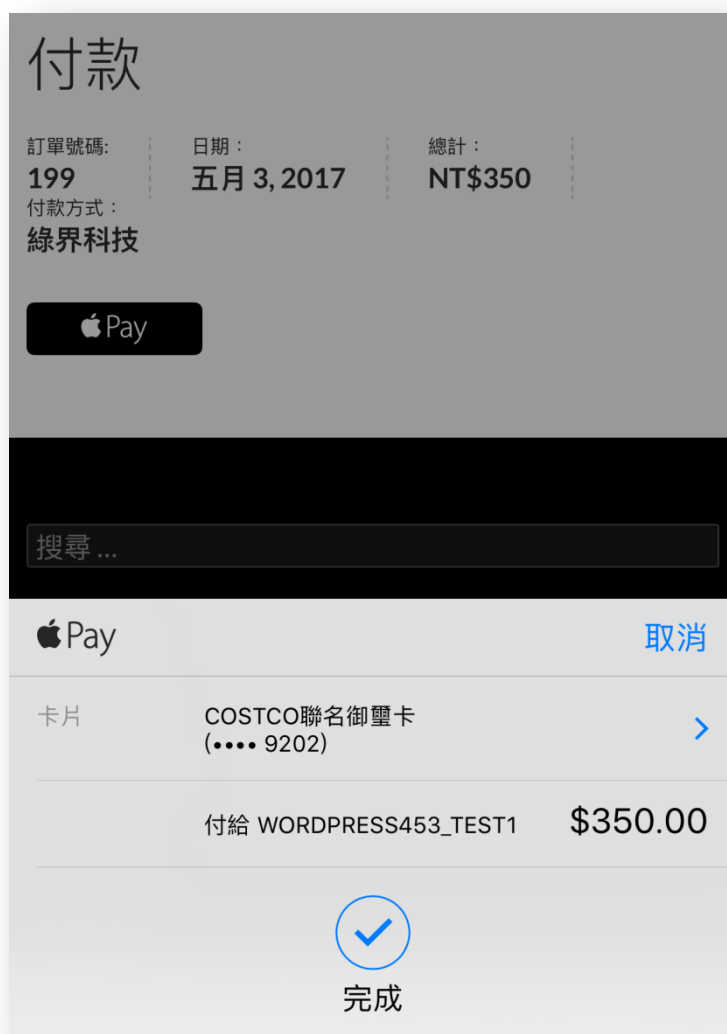 付款
訂單號碼: 日期： 總計：
199 五月 3, 2017 NT$350
付款方式：
綠界科技
Pay
搜尋 ...
Pay 取消
卡片 COSTCO聯名御璽卡
(•••• 9202)
付給 WORDPRESS453_TEST1 $350.00
完成